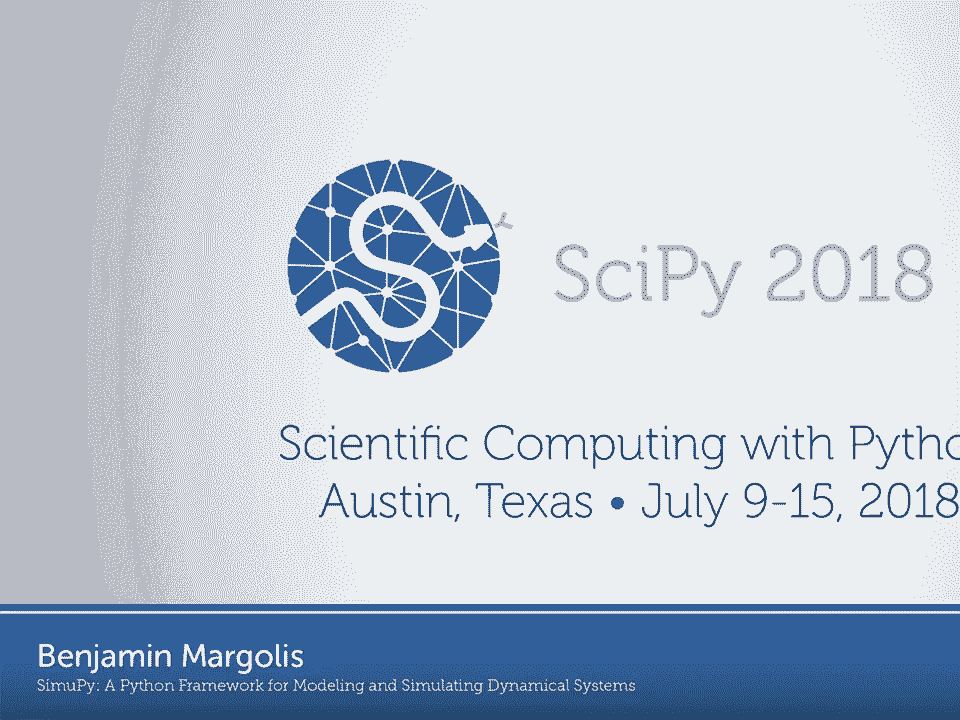 SciPy 2018
Scientific Computing with Pytho
Austin, Texas • July 9-15, 2018
Benjamin Margolis
SimuPy: A Python Framework for Modeling and Simulating Dynamical Systems